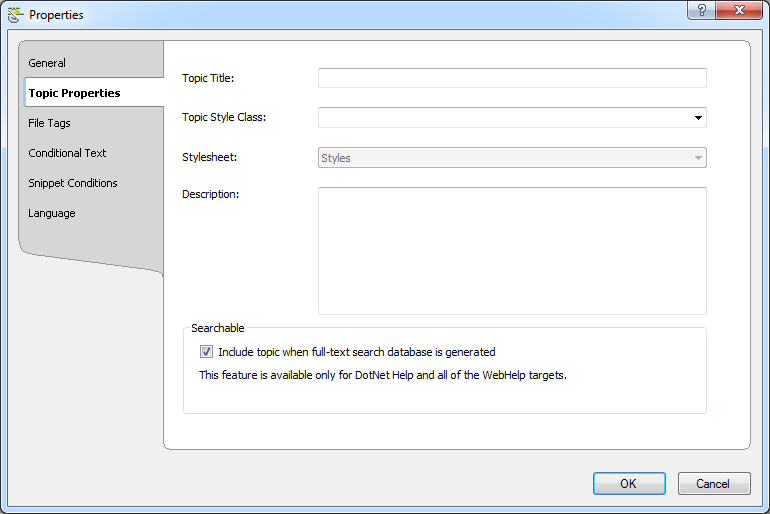 Properties
?
General
Topic Properties
File Tags
Conditional Text
Snippet Conditions
Language
Topic Title:
Topic Style Class:
Stylesheet:
Styles
Description:
Searchable
Include topic when full-text search database is generated
This feature is available only for DotNet Help and all of the WebHelp targets.
OK
Cancel